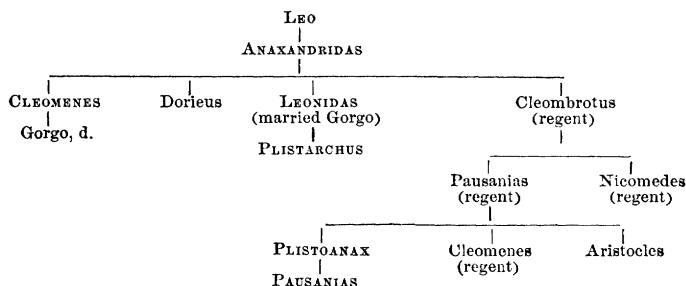 LEO
ANAXANDRIDAS
CLEOMENES Dorieus LEONIDAS Cleombrotus
(married Gorgo) (regent)
Gorgo, d.
PLISTARCHUS
Pausanias Nicomedes
(regent) (regent)
PLISTOANAX Cleomenes Aristocles
(regent)
PAUSANIAS